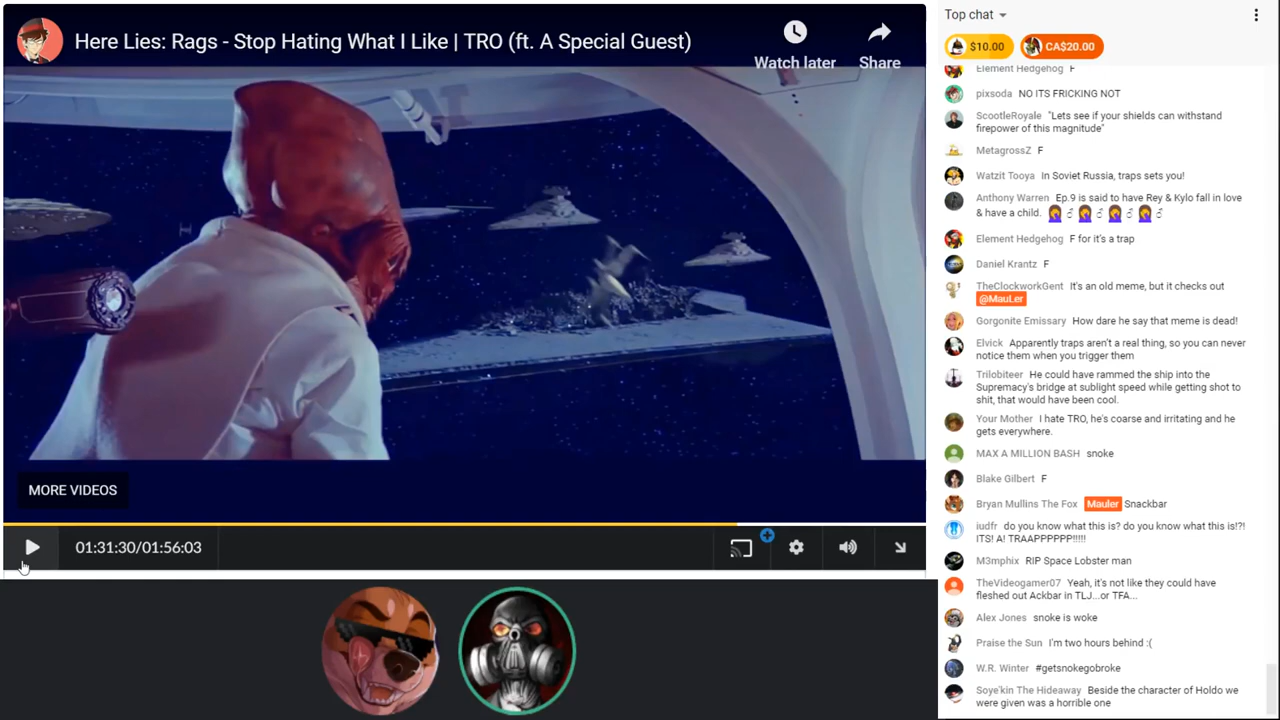 Here Lies: Rags - Stop Hating What I Like | TRO (ft. A Special Guest)
Watch later
Share
MORE VIDEOS
01:31:30/01:56:03
Top chat
$10.00
CA$20.00
Element Hedgehog F
pixsoda NO ITS FRICKING NOT
ScootleRoyale "Lets see if your shields can withstand
firepower of this magnitude"
MetagrossZ F
Watzit Tooya In Soviet Russia, traps sets you!
Anthony Warren Ep.9 is said to have Rey & Kylo fall in love
& have a child.
Element Hedgehog F for it's a trap
Daniel Krantz F
TheClockworkGent It's an old meme, but it checks out
@MauLer
Gorgonite Emissary How dare he say that meme is dead!
Elvick Apparently traps aren't a real thing, so you can never
notice them when you trigger them
Trilobiteer He could have rammed the ship into the
Supremacy's bridge at sublight speed while getting shot to
shit, that would have been cool.
Your Mother I hate TRO, he's coarse and irritating and he
gets everywhere.
MAX A MILLION BASH snoke
Blake Gilbert F
Bryan Mullins The Fox Mauler Snackbar
iudfr do you know what this is? do you know what this is!?!
ITS! A! TRAAPPPPPP!!!!!
M3mphix RIP Space Lobster man
TheVideogamer07 Yeah, it's not like they could have
fleshed out Ackbar in TLJ...or TFA...
Alex Jones snoke is woke
Praise the Sun I'm two hours behind :(
W.R. Winter #getsnokegobroke
Soye'kin The Hideaway Beside the character of Holdo we
were given was a horrible one